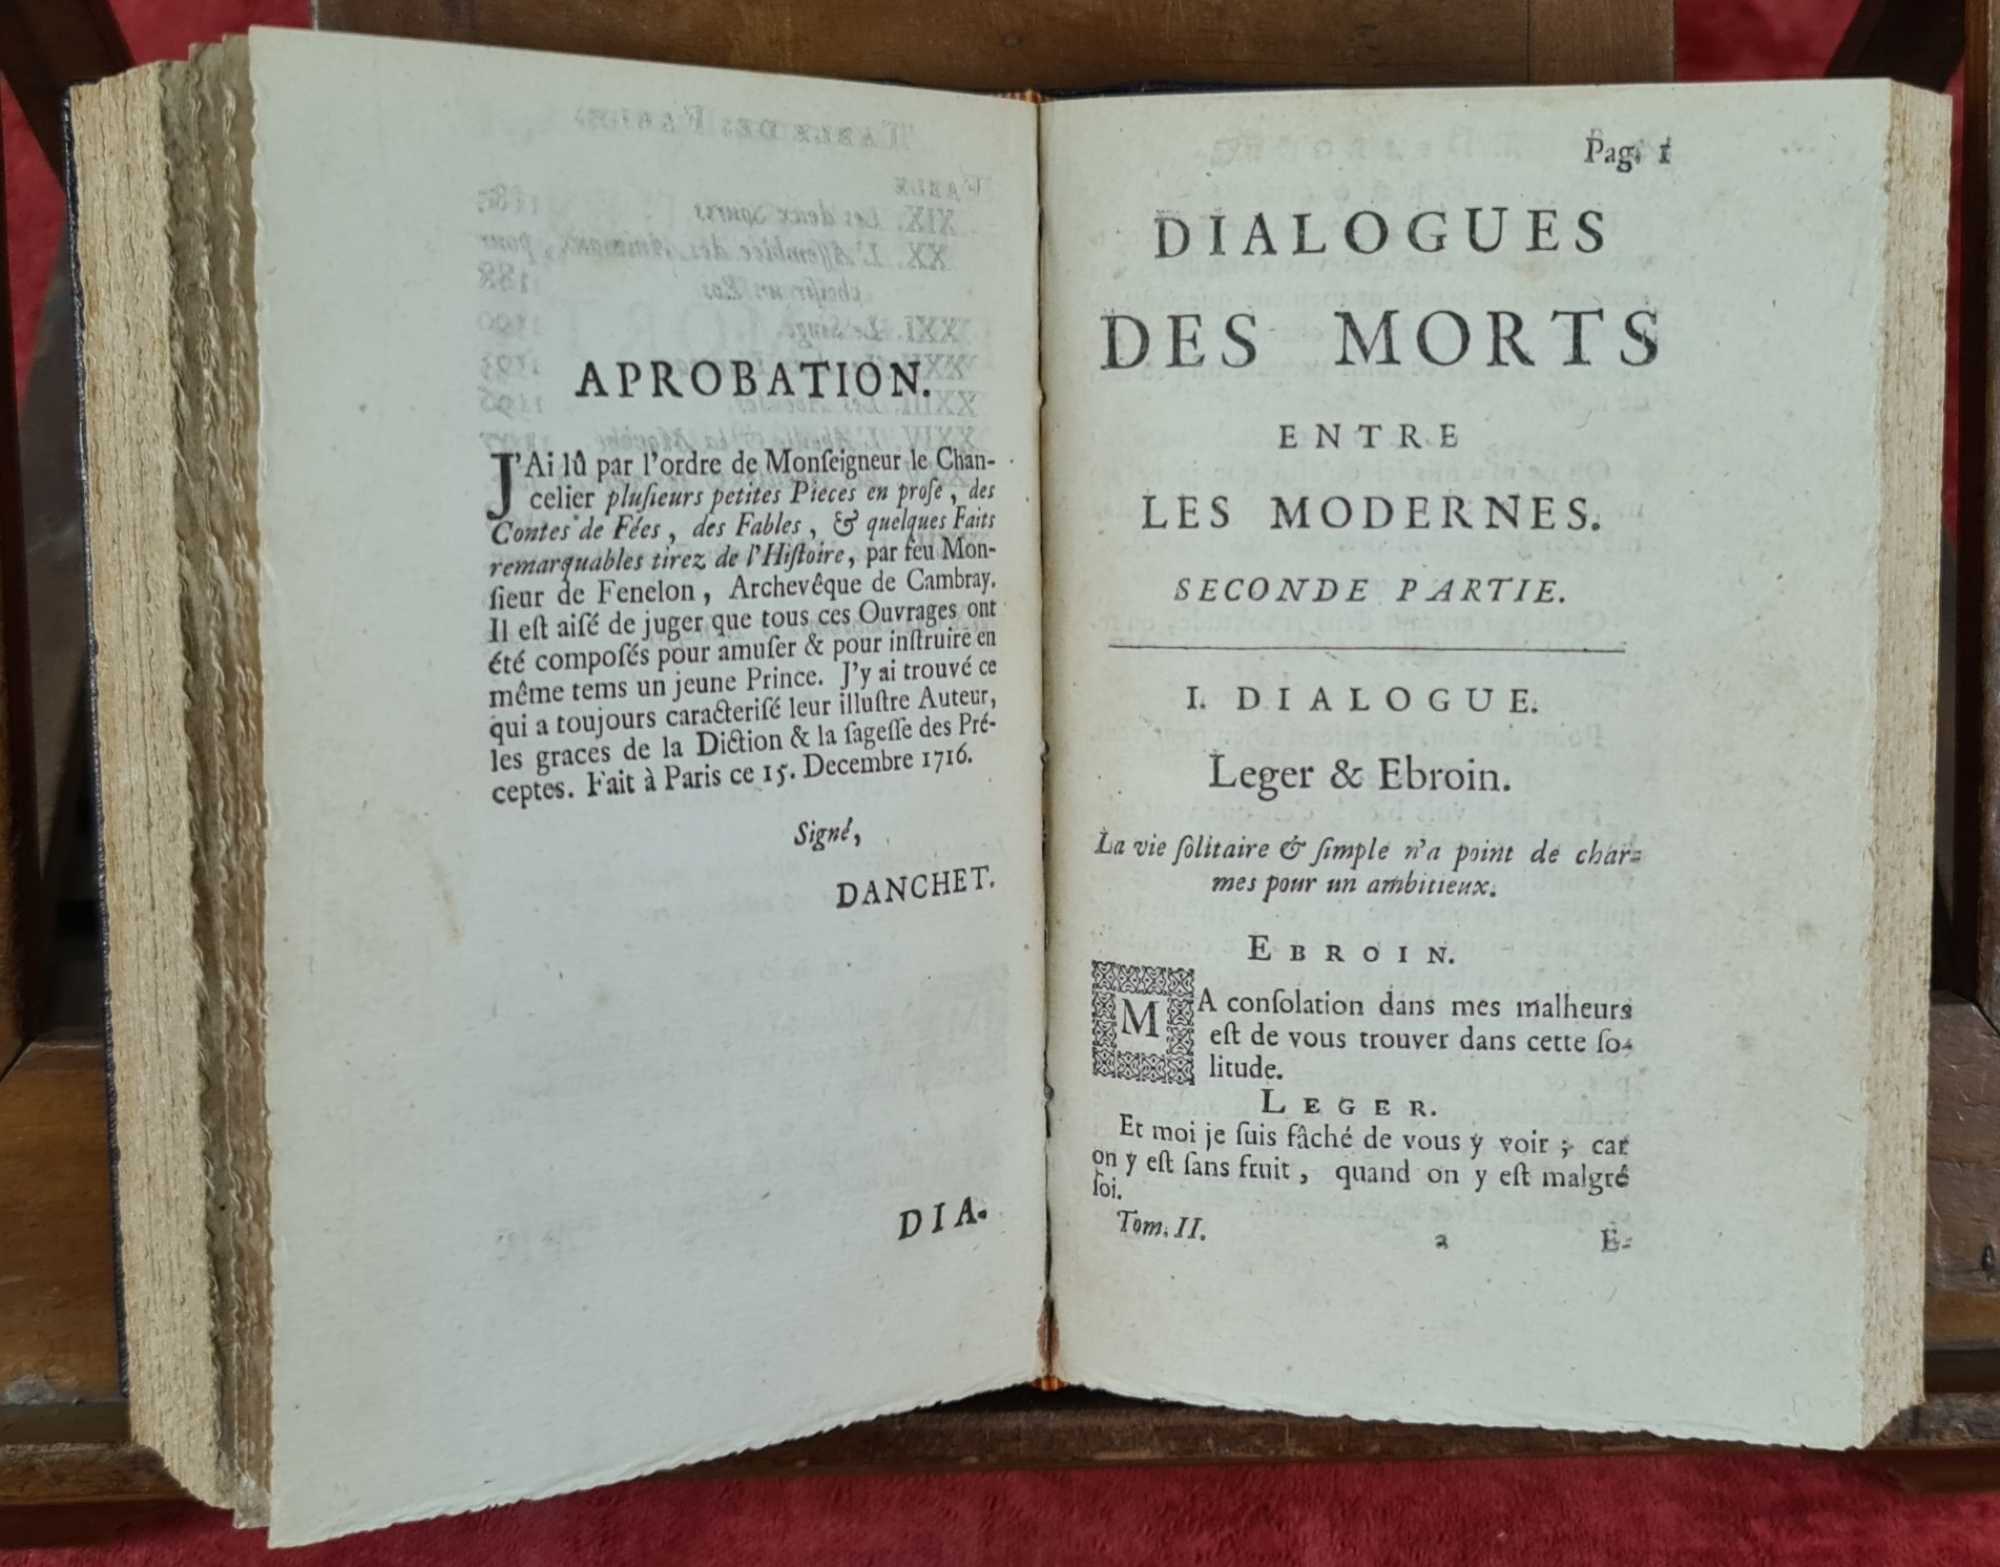 APROBATION.
J'Ai lû par l'ordre de Monſeigneur le Chan-
celier pluſieurs petites Pieces en proſe, des
Contes de Fées, des Fables, & quelques Faits
remarquables tirez de l'Hiſtoire, par feu Mon-
ſieur de Fenelon, Archevêque de Cambray.
Il eſt aiſé de juger que tous ces Ouvrages ont
été compoſés pour amuſer & pour inſtruire en
même tems un jeune Prince. J'y ai trouvé ce
qui a toujours caracteriſé leur illuſtre Auteur,
les graces de la Diction & la ſageſſe des Pré-
ceptes. Fait à Paris ce 15. Decembre 1716.
Signé,
DANCHET.
DIA.
Pag. 1
DIALOGUES
DES MORTS
ENTRE
LES MODERNES.
SECONDE PARTIE.
I. DIALOGUE.
Leger & Ebroin.
La vie ſolitaire & ſimple n'a point de char-
mes pour un ambitieux.
EBROIN.
MA conſolation dans mes malheurs
eſt de vous trouver dans cette ſo-
litude.
LEGER.
Et moi je ſuis fâché de vous y voir; car
on y eſt ſans fruit, quand on y eſt malgré
ſoi.
Tom. II. a E-